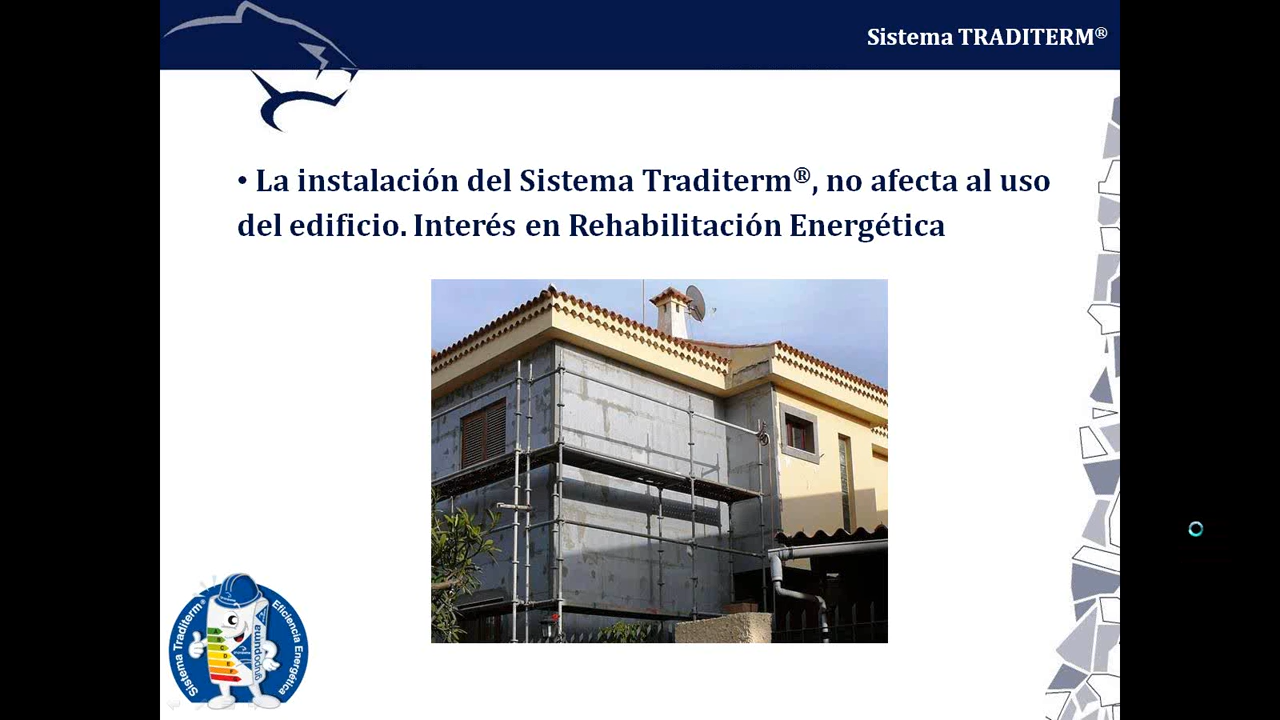 Sistema TRADITERM®
• La instalación del Sistema Traditerm®, no afecta al uso
del edificio. Interés en Rehabilitación Energética
Sistema Traditerm®
Eficiencia Energética
grupopuma